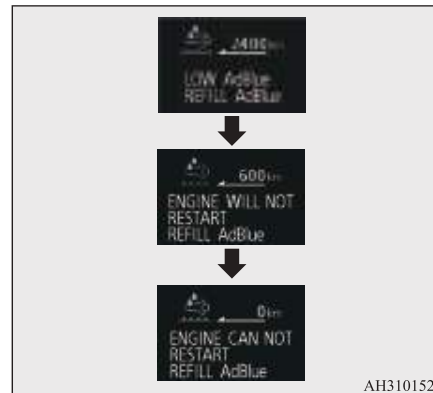 2400km
LOW AdBlue
REFILL AdBlue
600km
ENGINE WILL NOT
RESTART
REFILL AdBlue
0km
ENGINE CAN NOT
RESTART
REFILL AdBlue
AH310152